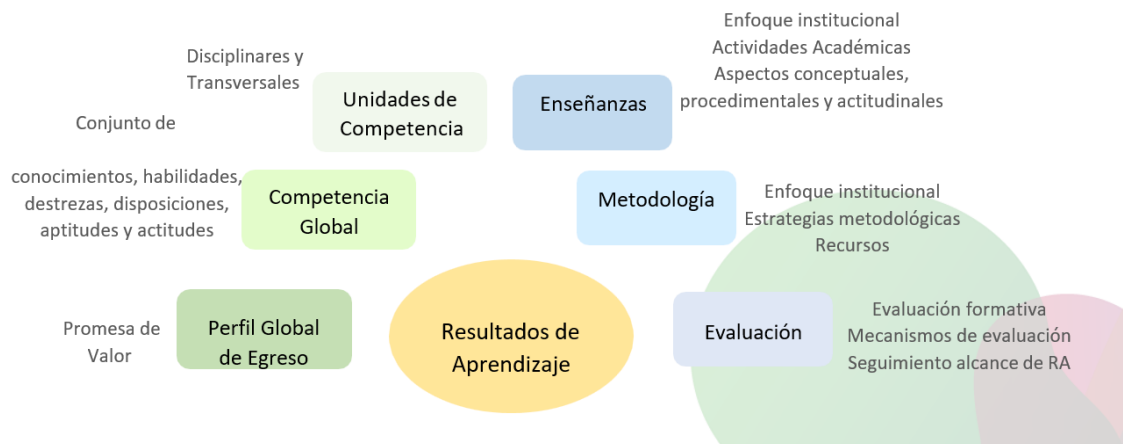 Disciplinares y
Transversales
Unidades de
Competencia
Enseñanzas
Enfoque institucional
Actividades Académicas
Aspectos conceptuales,
procedimentales y actitudinales
Conjunto de
conocimientos, habilidades,
destrezas, disposiciones,
aptitudes y actitudes
Competencia
Global
Metodología
Enfoque institucional
Estrategias metodológicas
Recursos
Promesa de
Valor
Perfil Global
de Egreso
Resultados de
Aprendizaje
Evaluación
Evaluación formativa
Mecanismos de evaluación
Seguimiento alcance de RA